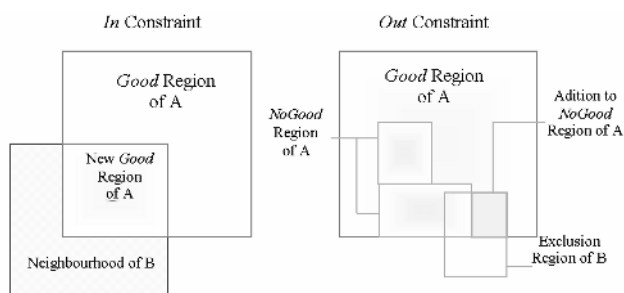 In Constraint
Good Region
of A
New Good
Region
of A
Neighbourhood of B
Out Constraint
Good Region
of A
NoGood
Region
of A
Adition to
NoGood
Region of A
Exclusion
Region of B